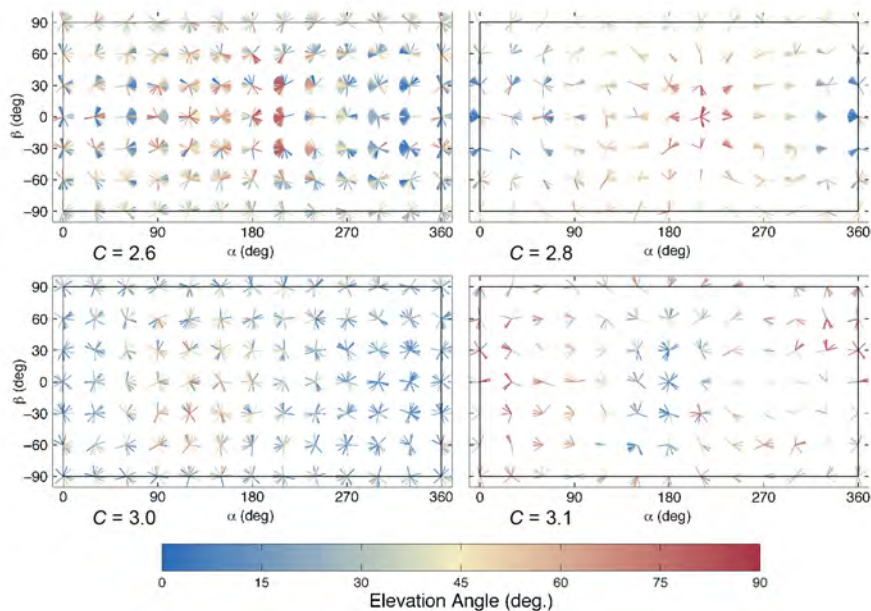 90
60
30
0
−30
−60
−90
β (deg)
0 90 180 270 360
C = 2.6 α (deg)
0 90 180 270 360
C = 2.8 α (deg)
90
60
30
0
−30
−60
−90
β (deg)
0 90 180 270 360
C = 3.0 α (deg)
0 90 180 270 360
C = 3.1 α (deg)
0 15 30 45 60 75 90
Elevation Angle (deg.)